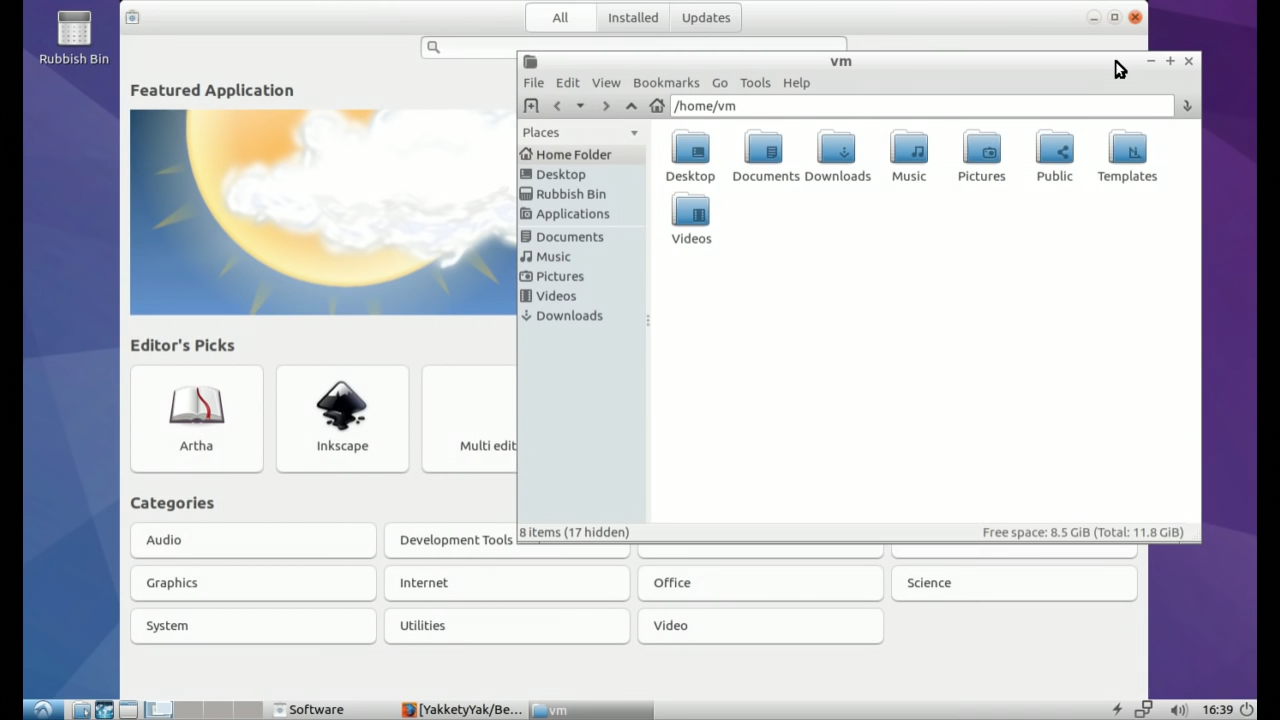 All Installed Updates
Rubbish Bin
vm
File Edit View Bookmarks Go Tools Help
Featured Application
/home/vm
Places
Home Folder
Desktop
Rubbish Bin
Applications
Documents
Music
Pictures
Videos
Downloads
Desktop Documents Downloads Music Pictures Public Templates
Videos
Editor's Picks
Artha
Inkscape
Multi edit
8 items (17 hidden)
Free space: 8.5 GiB (Total: 11.8 GiB)
Categories
Audio
Development Tools
Graphics
Internet
Office
Science
System
Utilities
Video
Software
[YakketyYak/Be...
vm
16:39